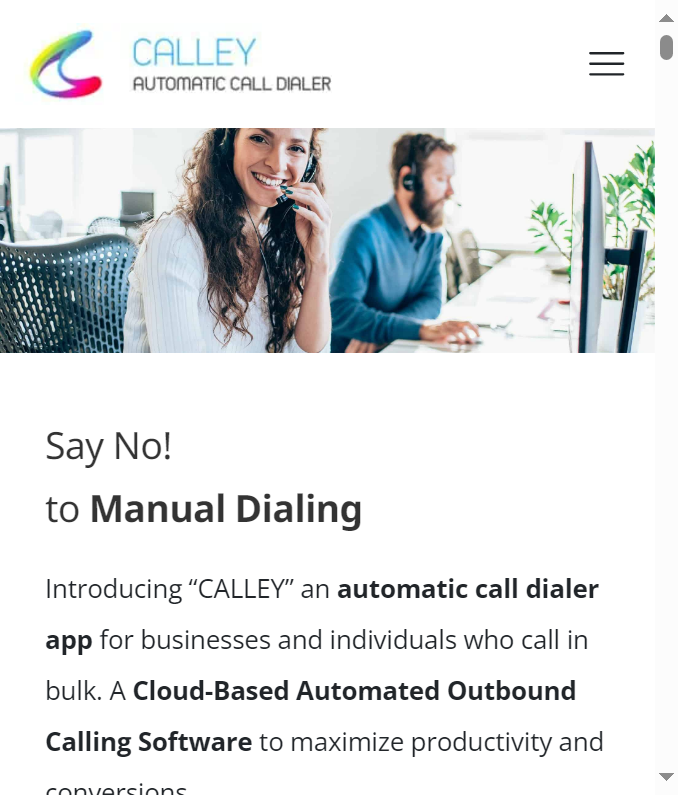 CALLEY
AUTOMATIC CALL DIALER
Say No!
to Manual Dialing
Introducing “CALLEY” an automatic call dialer
app for businesses and individuals who call in
bulk. A Cloud-Based Automated Outbound
Calling Software to maximize productivity and
conversions.